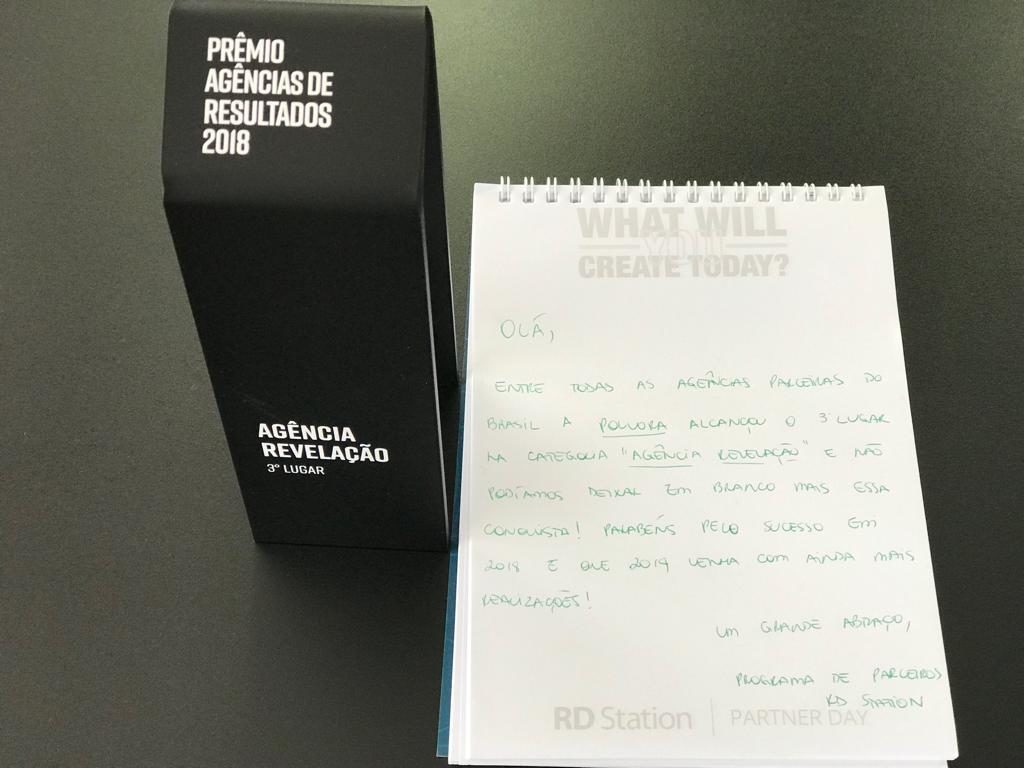 PRÊMIO
AGÊNCIAS DE
RESULTADOS
2018
AGÊNCIA
REVELAÇÃO
3º LUGAR
WHAT WILL
YOU
CREATE TODAY?
OLÁ,
ENTRE TODAS AS AGÊNCIAS PARCEIRAS DO
BRASIL A POLVORA ALCANÇOU O 3º LUGAR
NA CATEGORIA "AGÊNCIA REVELAÇÃO" E NÃO
PODÍAMOS DEIXAR EM BRANCO MAIS ESSA
CONQUISTA! PARABÉNS PELO SUCESSO EM
2018 E QUE 2019 VENHA COM AINDA MAIS
REALIZAÇÕES!
UM GRANDE ABRAÇO,
PROGRAMA DE PARCEIROS
RD STATION
RD Station | PARTNER DAY